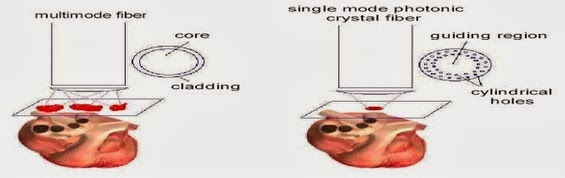 multimode fiber
core
cladding
single mode photonic
crystal fiber
guiding region
cylindrical
holes